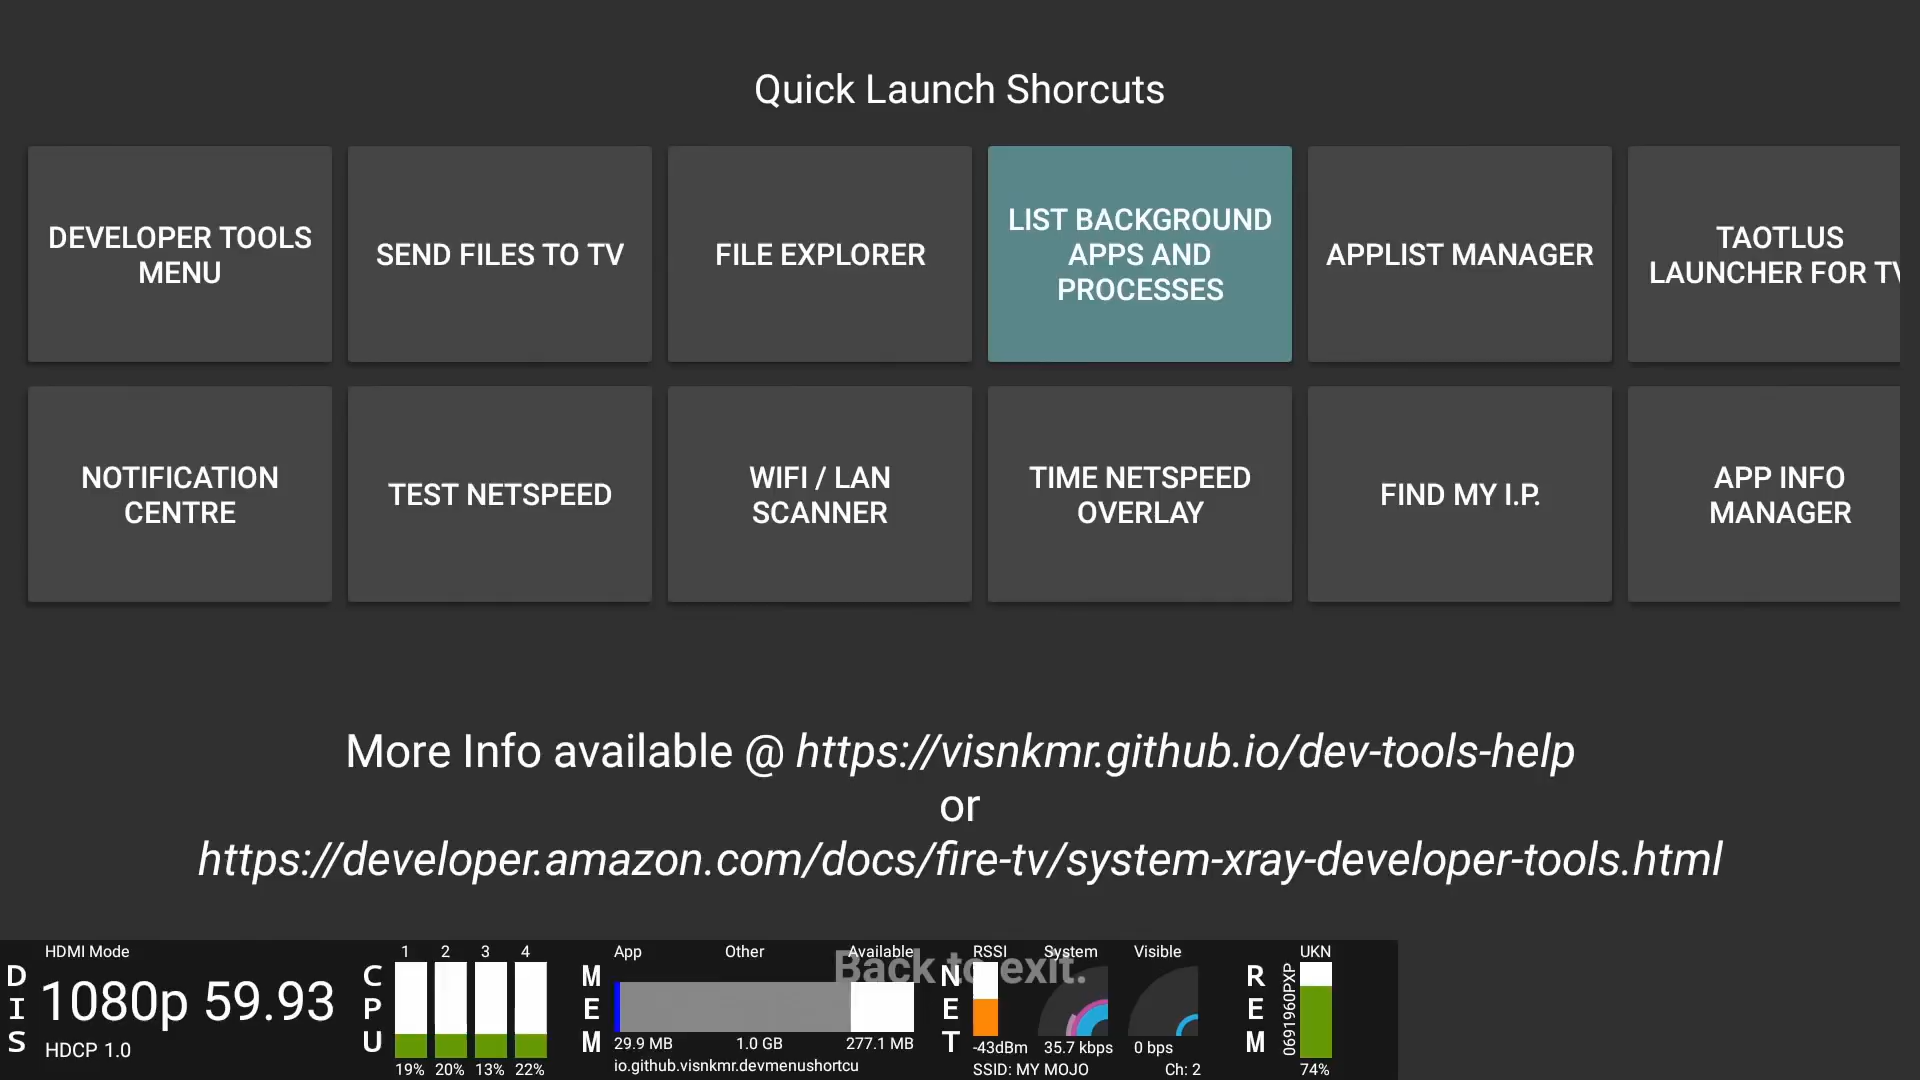 Quick Launch Shorcuts
DEVELOPER TOOLS
MENU
SEND FILES TO TV
FILE EXPLORER
LIST BACKGROUND
APPS AND
PROCESSES
APPLIST MANAGER
TAOTLUS
LAUNCHER FOR TV
NOTIFICATION
CENTRE
TEST NETSPEED
WIFI / LAN
SCANNER
TIME NETSPEED
OVERLAY
FIND MY I.P.
APP INFO
MANAGER
More Info available @ https://visnkmr.github.io/dev-tools-help
or
https://developer.amazon.com/docs/fire-tv/system-xray-developer-tools.html
Back to exit.
DIS
HDMI Mode
1080p 59.93
HDCP 1.0
CPU
1 2 3 4
19% 20% 13% 22%
MEM
App Other Available
29.9 MB 1.0 GB 277.1 MB
io.github.visnkmr.devmenushortcu
NET
RSSI System Visible
-43dBm 35.7 kbps 0 bps
SSID: MY MOJO Ch: 2
REM
UKN
0691960PXP
74%